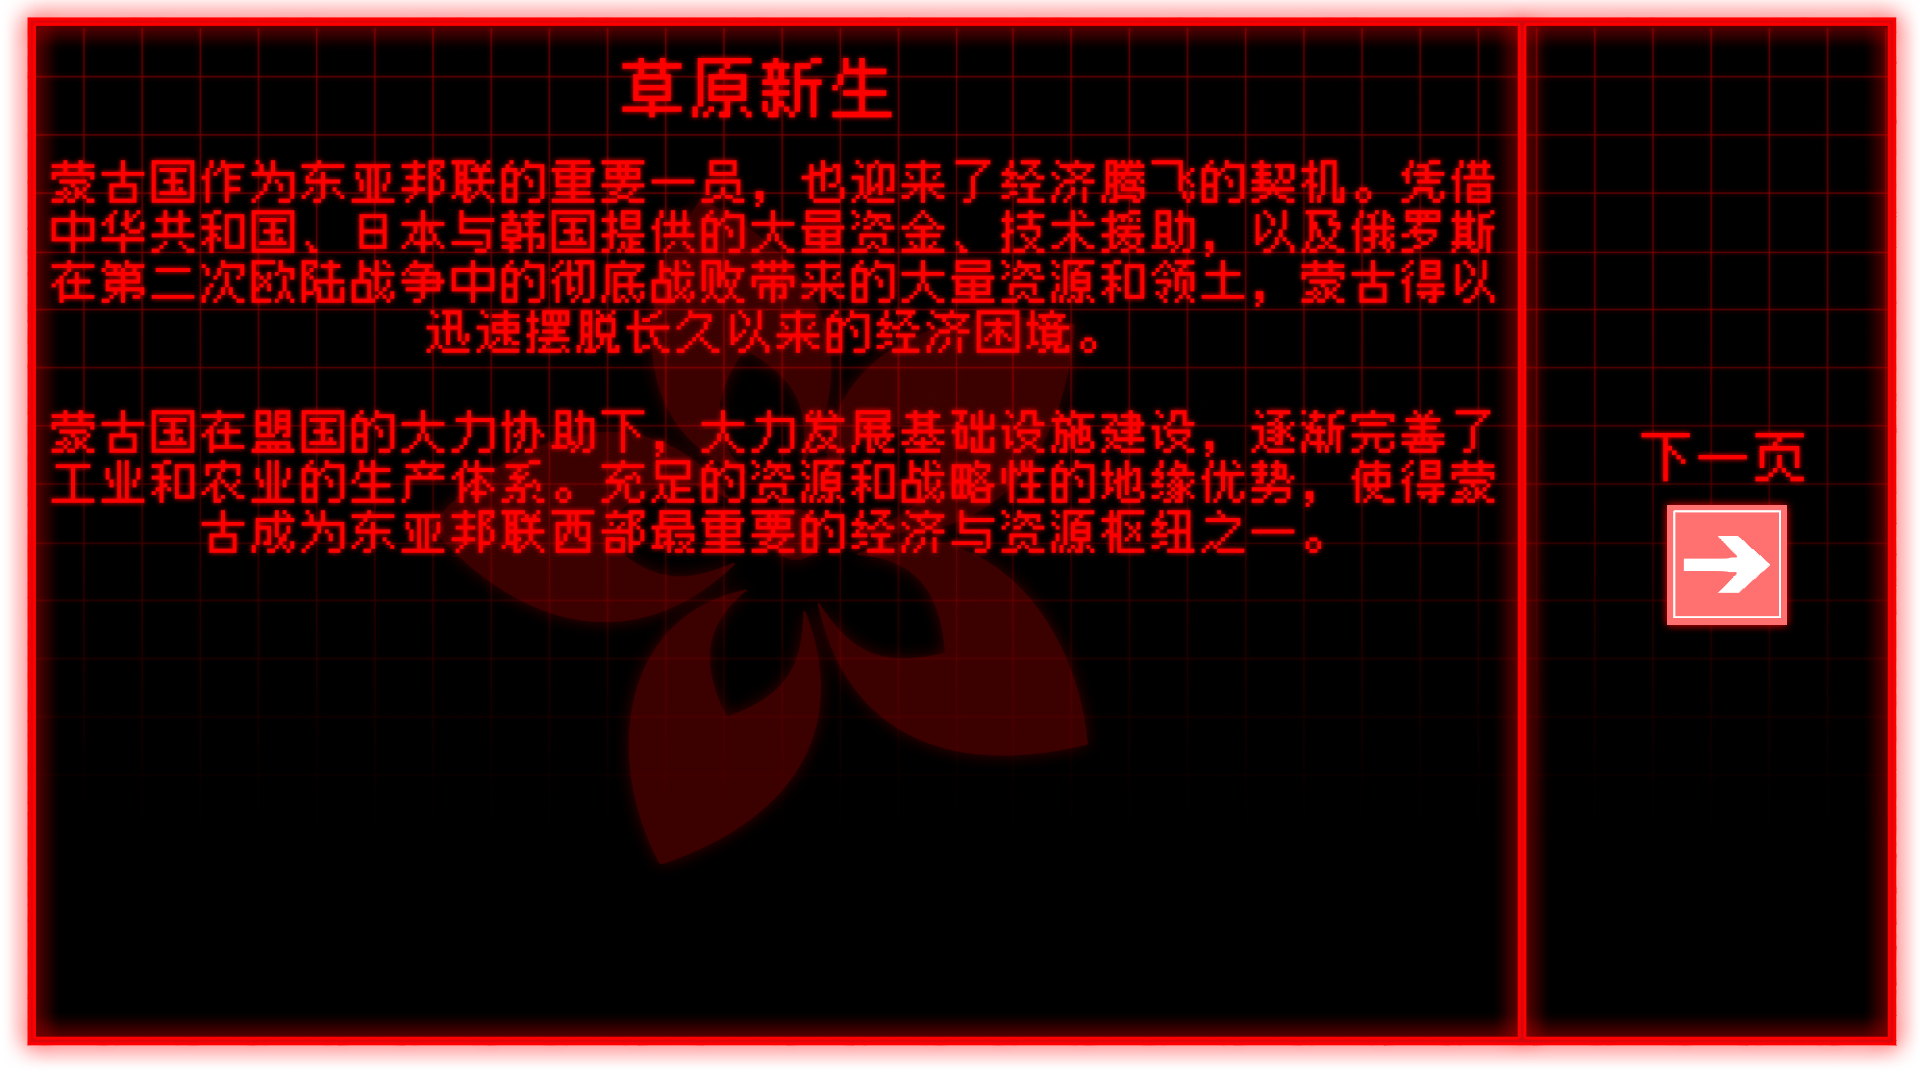 草原新生
蒙古国作为东亚邦联的重要一员，也迎来了经济腾飞的契机。凭借
中华共和国、日本与韩国提供的大量资金、技术援助，以及俄罗斯
在第二次欧陆战争中的彻底战败带来的大量资源和领土，蒙古得以
迅速摆脱长久以来的经济困境。
蒙古国在盟国的大力协助下，大力发展基础设施建设，逐渐完善了
工业和农业的生产体系。充足的资源和战略性的地缘优势，使得蒙
古成为东亚邦联西部最重要的经济与资源枢纽之一。
下一页